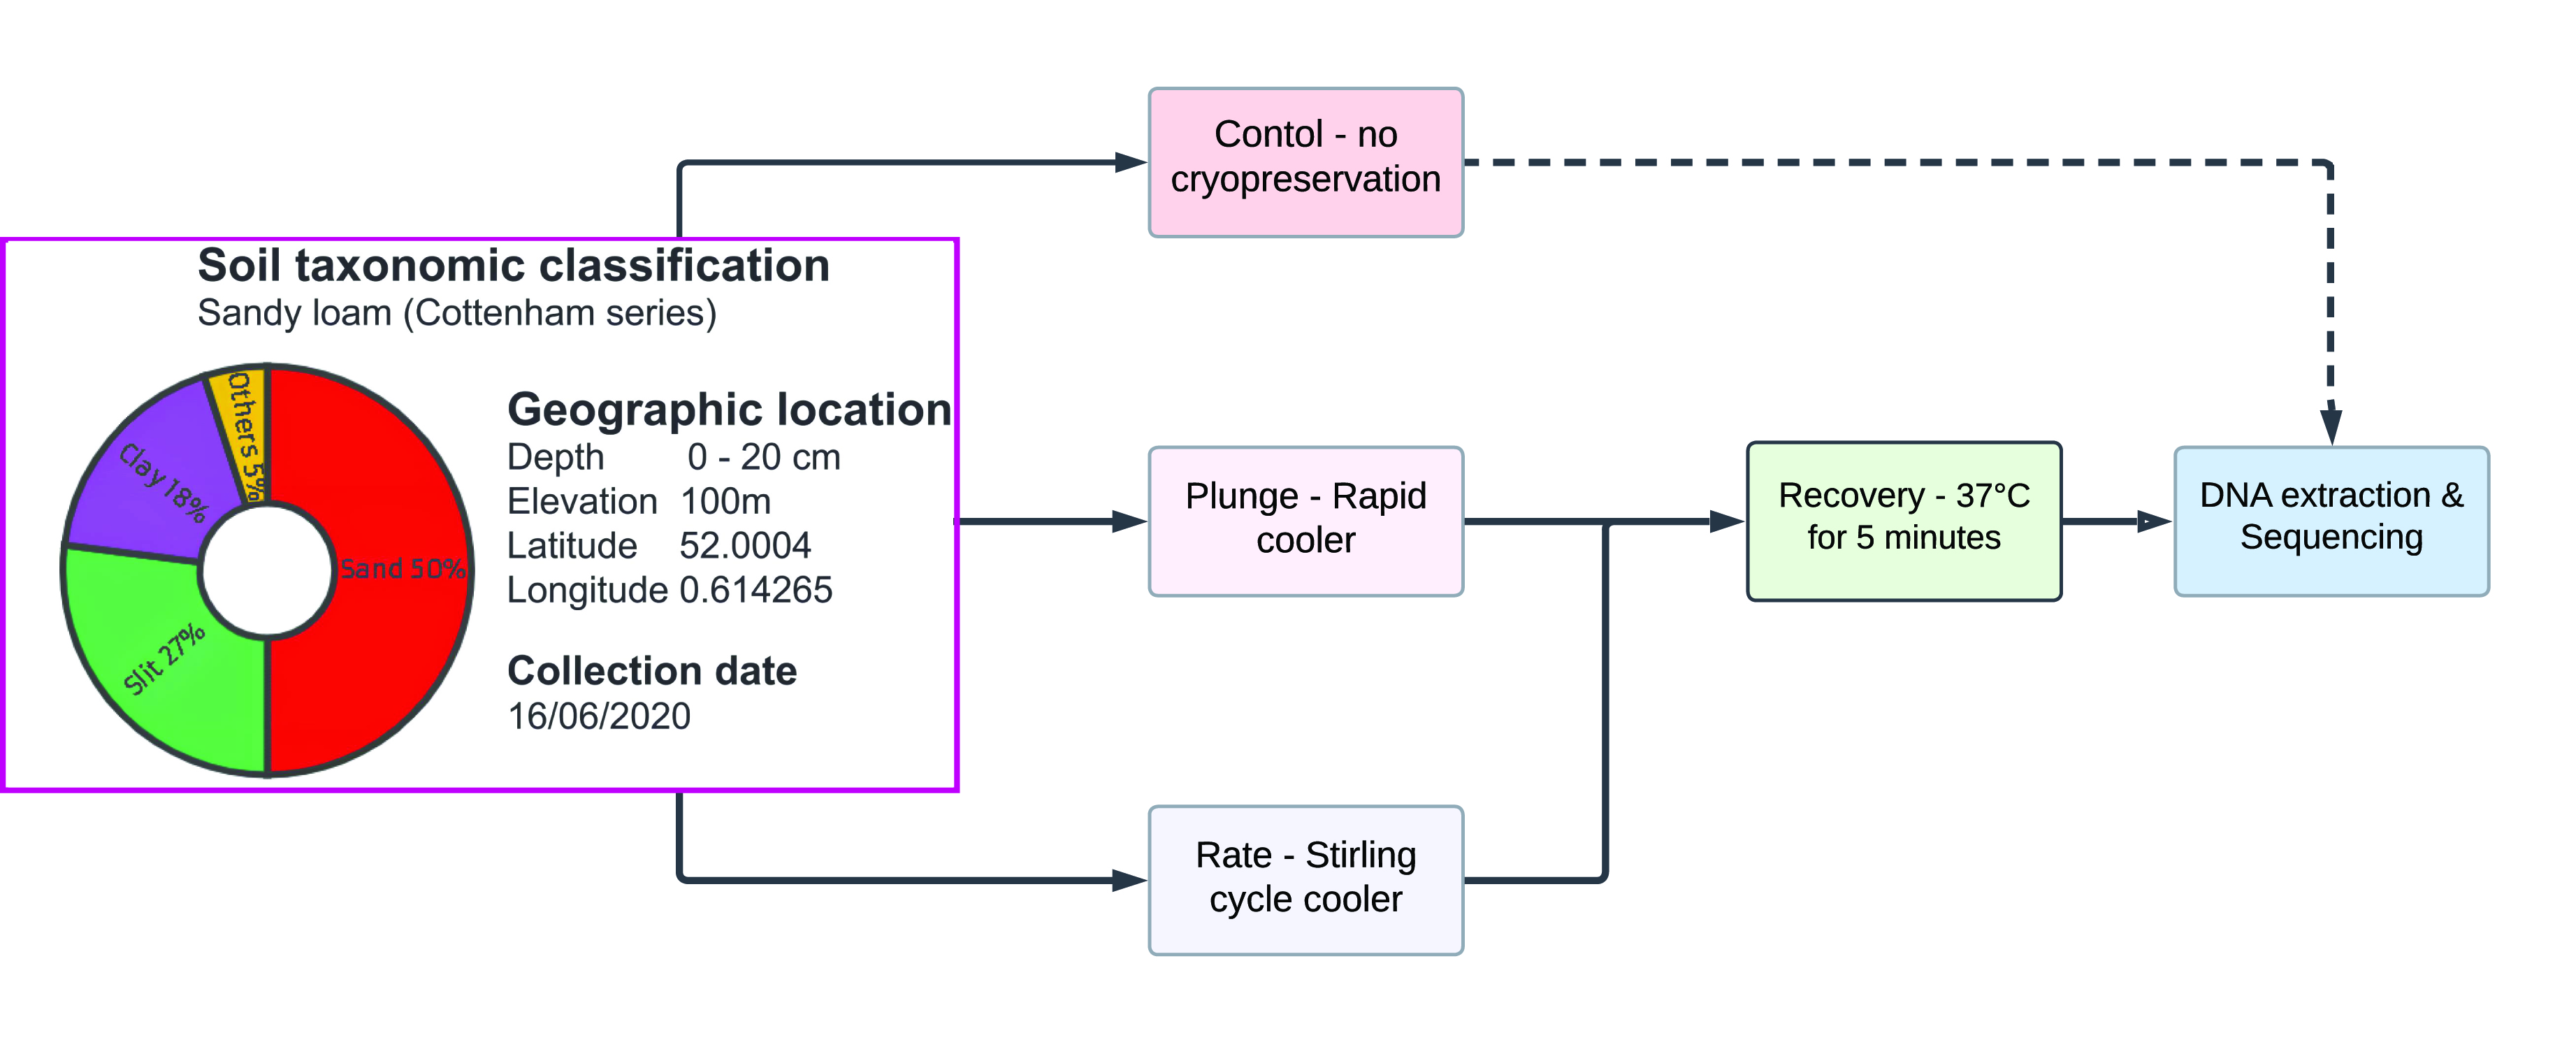 Contol - no
cryopreservation
Soil taxonomic classification
Sandy loam (Cottenham series)
Others 5%
Clay 18%
Sand 50%
Slit 27%
Geographic location
Depth 0 - 20 cm
Elevation 100m
Latitude 52.0004
Longitude 0.614265
Collection date
16/06/2020
Plunge - Rapid
cooler
Recovery - 37°C
for 5 minutes
DNA extraction &
Sequencing
Rate - Stirling
cycle cooler